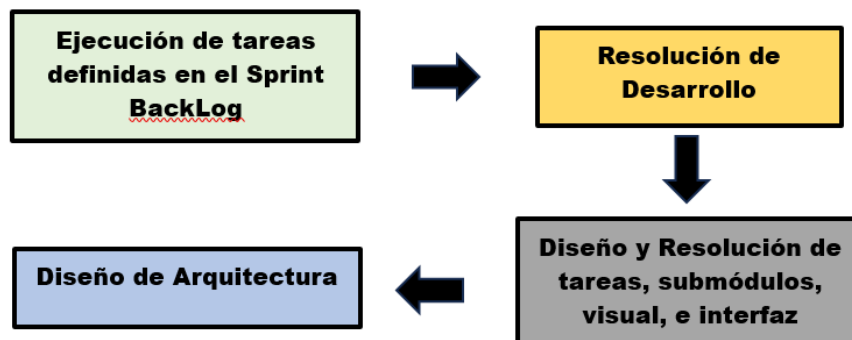 Ejecución de tareas
definidas en el Sprint
BackLog
Resolución de
Desarrollo
Diseño y Resolución de
tareas, submódulos,
visual, e interfaz
Diseño de Arquitectura